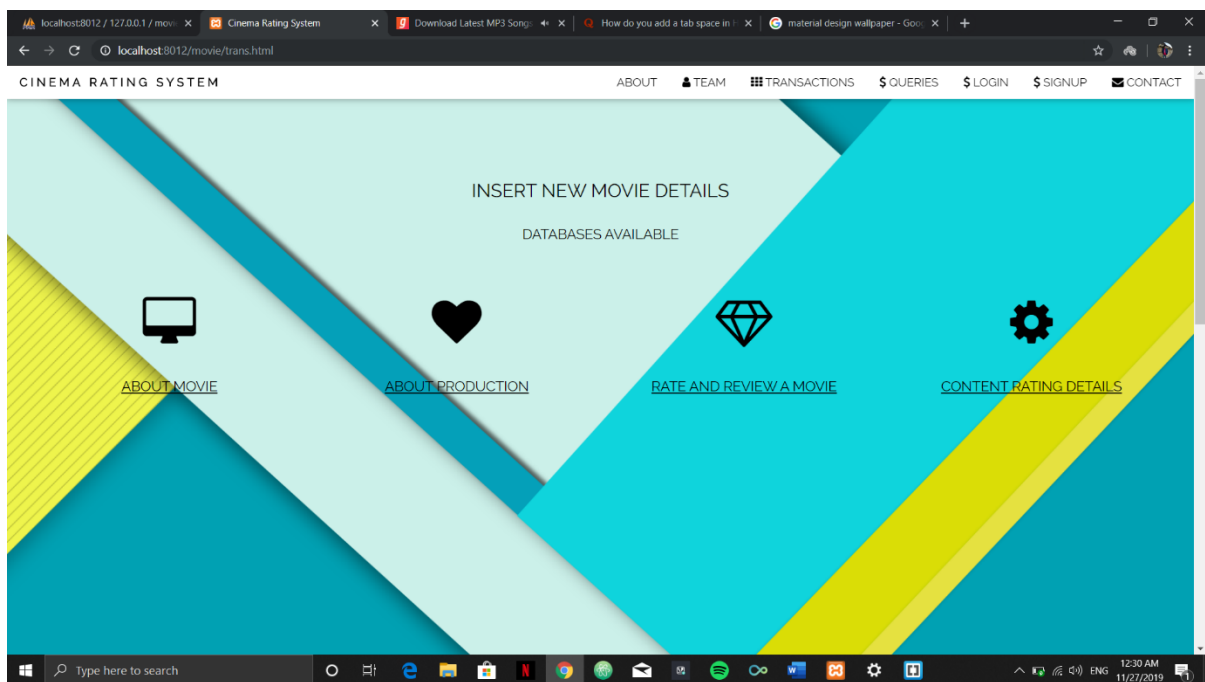 localhost:8012 / 127.0.0.1 / movi
Cinema Rating System
Download Latest MP3 Songs
How do you add a tab space in H
material design wallpaper - Goog
localhost:8012/movie/trans.html
CINEMA RATING SYSTEM
ABOUT
TEAM
TRANSACTIONS
$ QUERIES
$ LOGIN
$ SIGNUP
CONTACT
INSERT NEW MOVIE DETAILS
DATABASES AVAILABLE
ABOUT MOVIE
ABOUT PRODUCTION
RATE AND REVIEW A MOVIE
CONTENT RATING DETAILS
Type here to search
ENG
12:30 AM
11/27/2019